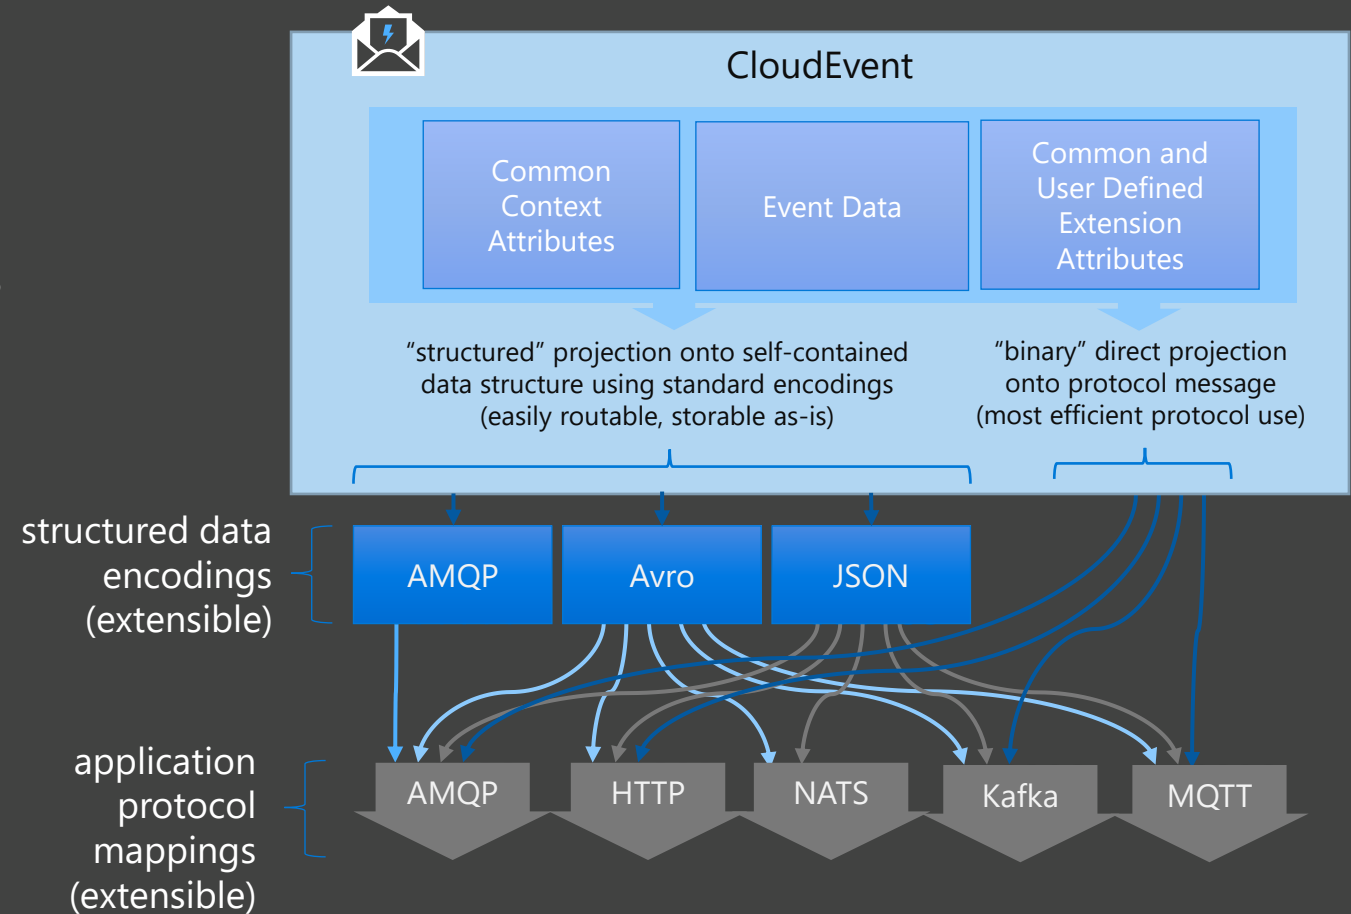 CloudEvent
Common
Context
Attributes
Event Data
Common and
User Defined
Extension
Attributes
“structured” projection onto self-contained
data structure using standard encodings
(easily routable, storable as-is)
“binary” direct projection
onto protocol message
(most efficient protocol use)
structured data
encodings
(extensible)
AMQP
Avro
JSON
application
protocol
mappings
(extensible)
AMQP
HTTP
NATS
Kafka
MQTT